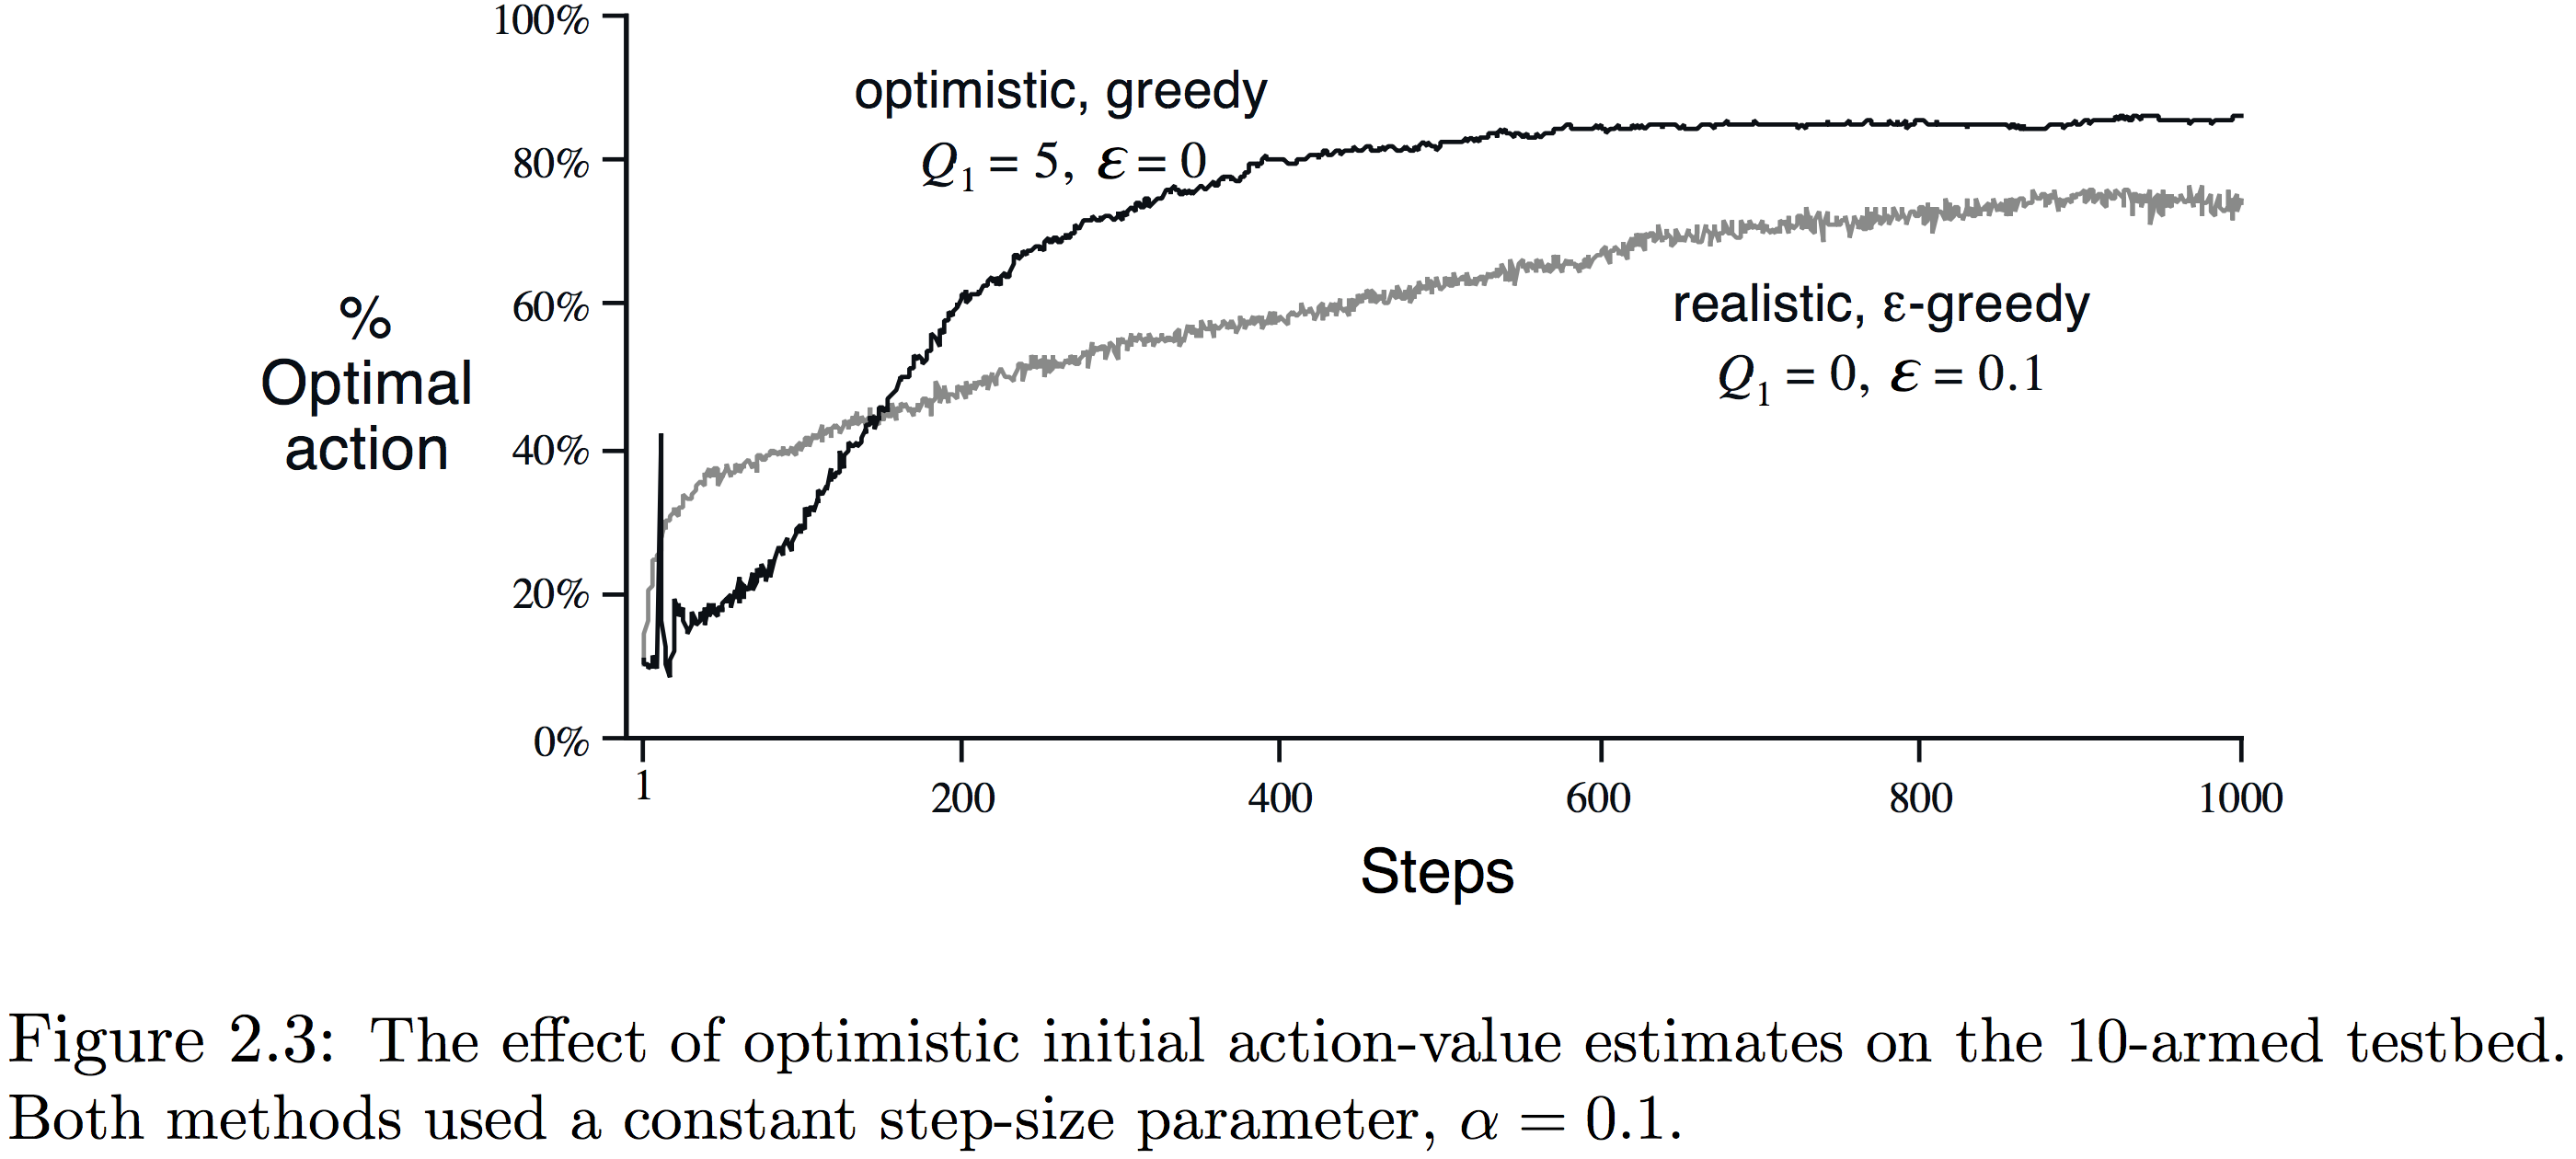 100%
optimistic, greedy
Q₁ = 5, ε = 0
80%
60%
realistic, ε-greedy
Q₁ = 0, ε = 0.1
%
Optimal
action
40%
20%
0%
1
200
400
600
800
1000
Steps
Figure 2.3: The effect of optimistic initial action-value estimates on the 10-armed testbed.
Both methods used a constant step-size parameter, α = 0.1.